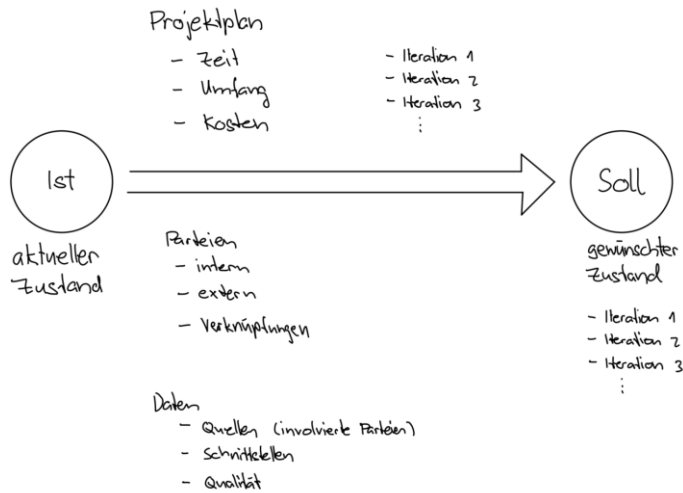 Projektplan
- Zeit
- Umfang
- Kosten
- Iteration 1
- Iteration 2
- Iteration 3
⋮
Ist
aktueller
Zustand
Soll
gewünschter
Zustand
- Iteration 1
- Iteration 2
- Iteration 3
⋮
Parteien
- intern
- extern
- Verknüpfungen
Daten
- Quellen (involvierte Parteien)
- Schnittstellen
- Qualität